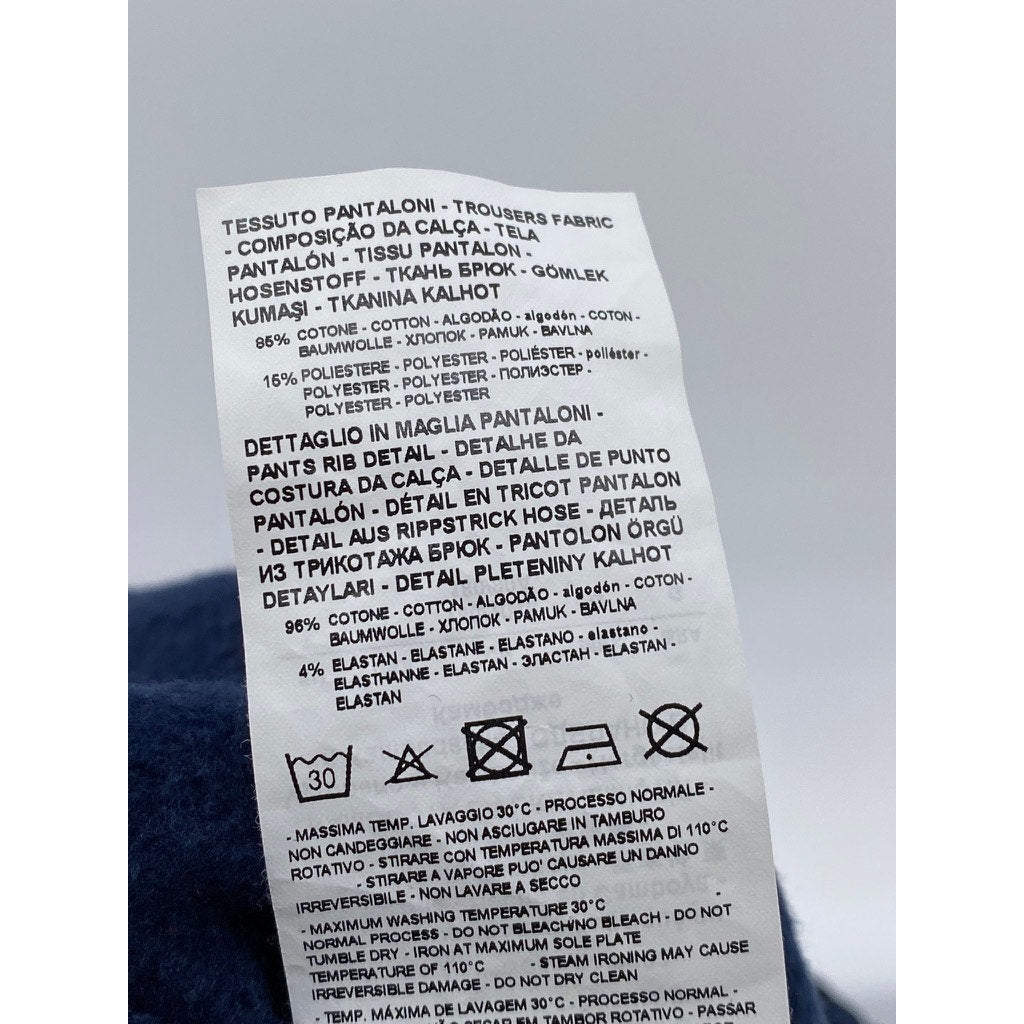 TESSUTO PANTALONI - TROUSERS FABRIC
- COMPOSIÇÃO DA CALÇA - TELA
PANTALÓN - TISSU PANTALON -
HOSENSTOFF - ТКАНЬ БРЮК - GÖMLEK
KUMAŞI - TKANINA KALHOT
85% COTONE - COTTON - ALGODÃO - algodón - COTON -
BAUMWOLLE - ХЛОПОК - PAMUK - BAVLNA
15% POLIESTERE - POLYESTER - POLIÉSTER - poliéster -
POLYESTER - POLYESTER - ПОЛИЭСТЕР -
POLYESTER - POLYESTER
DETTAGLIO IN MAGLIA PANTALONI -
PANTS RIB DETAIL - DETALHE DA
COSTURA DA CALÇA - DETALLE DE PUNTO
PANTALÓN - DÉTAIL EN TRICOT PANTALON
- DETAIL AUS RIPPSTRICK HOSE - ДЕТАЛЬ
ИЗ ТРИКОТАЖА БРЮК - PANTOLON ÖRGÜ
DETAYLARI - DETAIL PLETENINY KALHOT
96% COTONE - COTTON - ALGODÃO - algodón - COTON -
BAUMWOLLE - ХЛОПОК - PAMUK - BAVLNA
4% ELASTAN - ELASTANE - ELASTANO - elastano -
ELASTHANNE - ELASTAN - ЭЛАСТАН - ELASTAN -
ELASTAN
30
- MASSIMA TEMP. LAVAGGIO 30°C - PROCESSO NORMALE -
NON CANDEGGIARE - NON ASCIUGARE IN TAMBURO
ROTATIVO - STIRARE CON TEMPERATURA MASSIMA DI 110°C
- STIRARE A VAPORE PUO' CAUSARE UN DANNO
IRREVERSIBILE - NON LAVARE A SECCO
- MAXIMUM WASHING TEMPERATURE 30°C
NORMAL PROCESS - DO NOT BLEACH/NO BLEACH - DO NOT
TUMBLE DRY - IRON AT MAXIMUM SOLE PLATE
TEMPERATURE OF 110°C - STEAM IRONING MAY CAUSE
IRREVERSIBLE DAMAGE - DO NOT DRY CLEAN
- TEMP. MÁXIMA DE LAVAGEM 30°C - PROCESSO NORMAL -
SECAR EM TAMBOR ROTATIVO - PASSAR